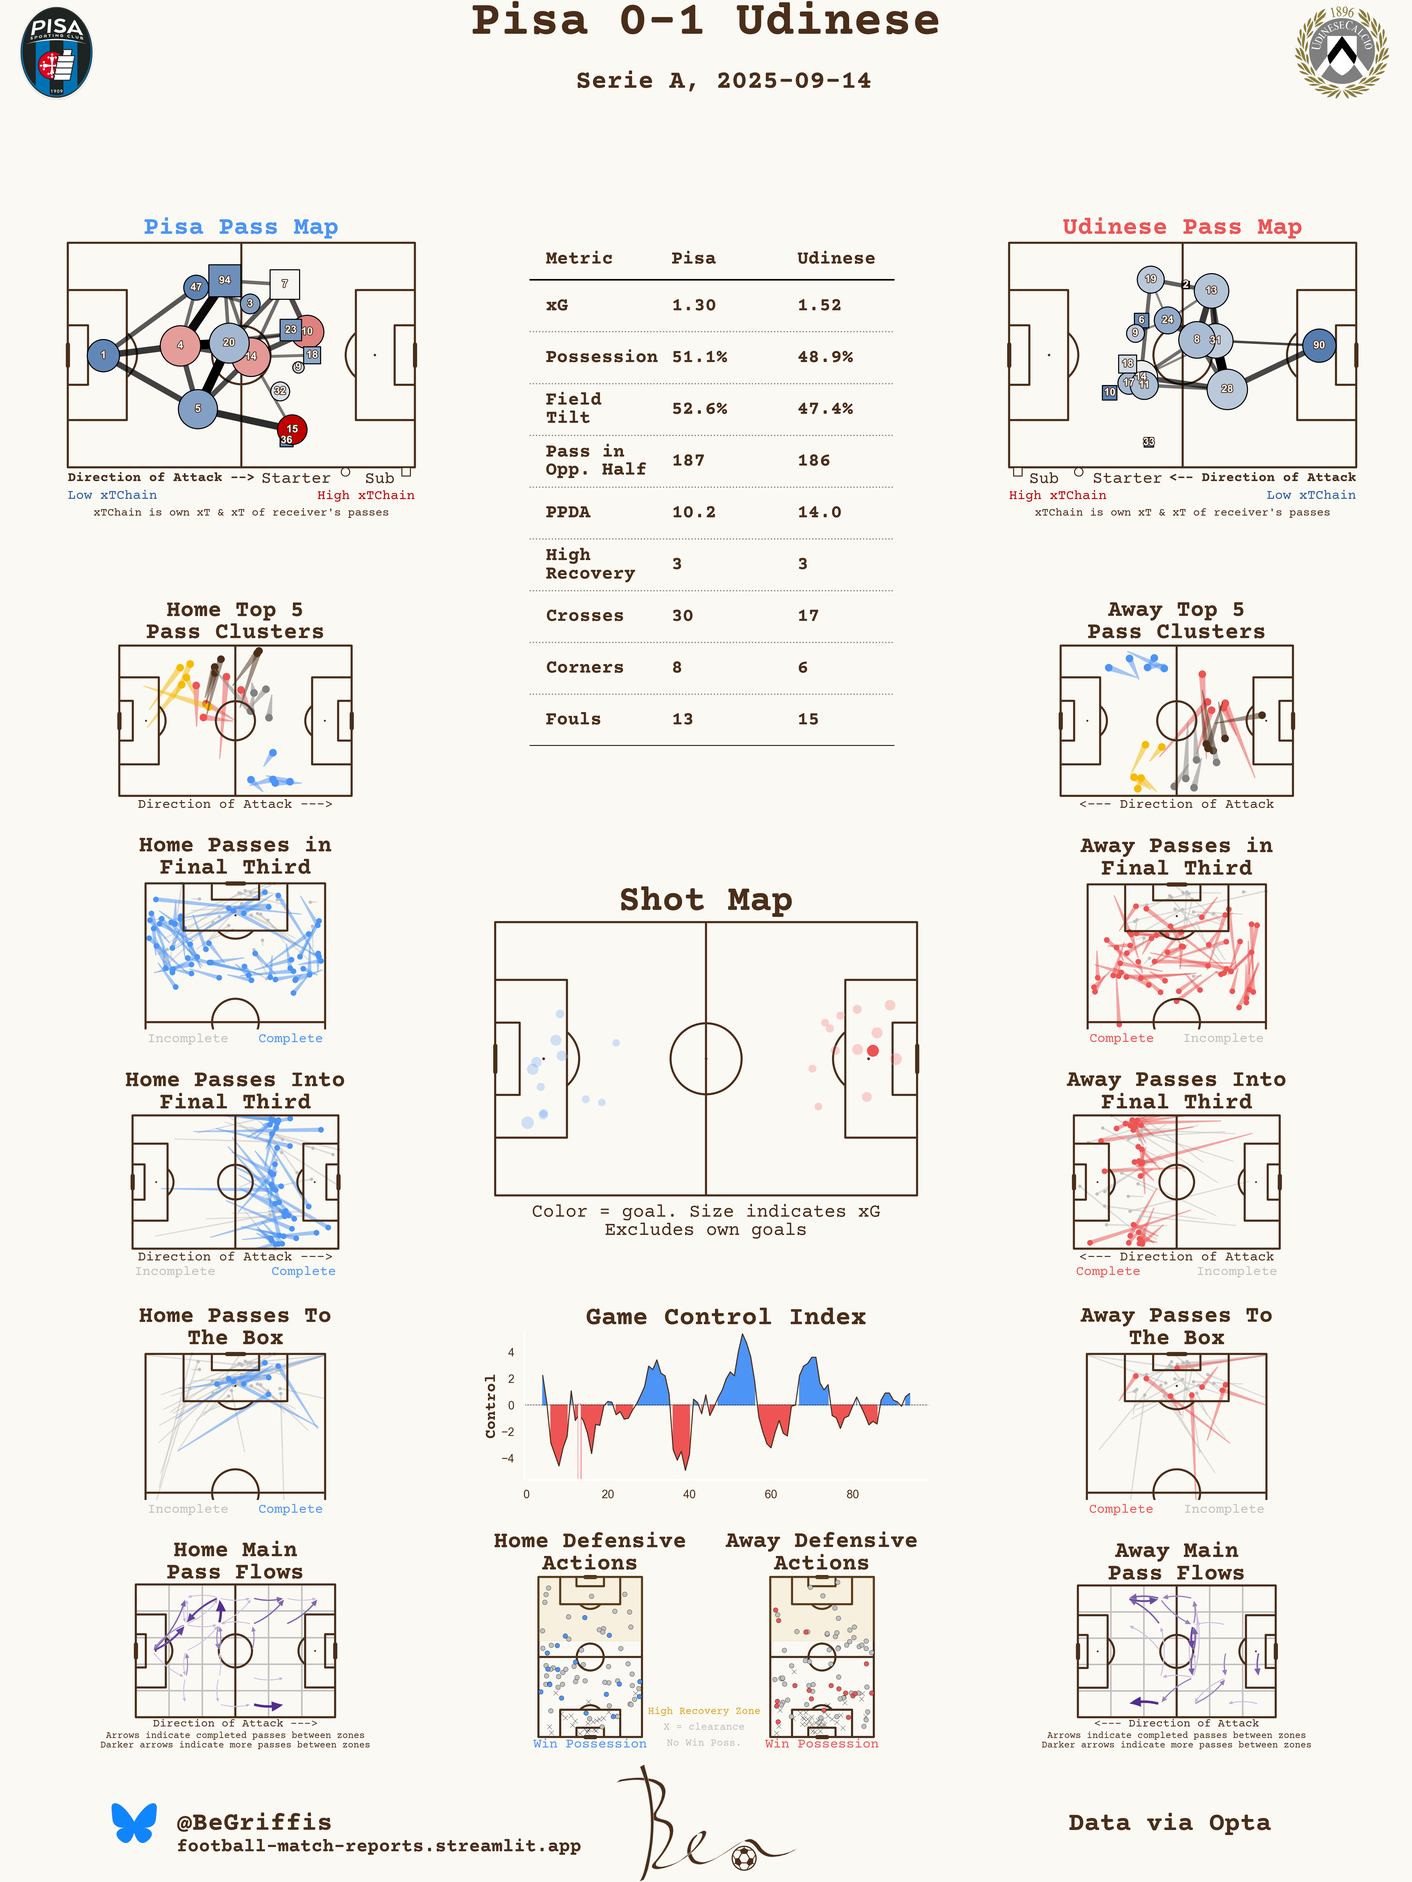 Pisa 0-1 Udinese
Serie A, 2025-09-14
PISA
SPORTING CLUB
1909
1896
UDINESE CALCIO
Pisa Pass Map
47
94
7
3
1
4
20
14
23
10
18
9
32
5
15
36
Direction of Attack --> Starter Sub
Low xTChain High xTChain
xTChain is own xT & xT of receiver's passes
Metric Pisa Udinese
xG 1.30 1.52
Possession 51.1% 48.9%
Field
Tilt 52.6% 47.4%
Pass in
Opp. Half 187 186
PPDA 10.2 14.0
High
Recovery 3 3
Crosses 30 17
Corners 8 6
Fouls 13 15
Udinese Pass Map
19
2
13
6
24
9
8
31
90
18
14
17
11
10
28
33
Sub Starter <-- Direction of Attack
High xTChain Low xTChain
xTChain is own xT & xT of receiver's passes
Home Top 5
Pass Clusters
Direction of Attack --->
Away Top 5
Pass Clusters
<--- Direction of Attack
Home Passes in
Final Third
Incomplete Complete
Away Passes in
Final Third
Complete Incomplete
Shot Map
Color = goal. Size indicates xG
Excludes own goals
Home Passes Into
Final Third
Direction of Attack --->
Incomplete Complete
Away Passes Into
Final Third
<--- Direction of Attack
Complete Incomplete
Home Passes To
The Box
Incomplete Complete
Game Control Index
Control
4
2
0
−2
−4
0 20 40 60 80
Away Passes To
The Box
Complete Incomplete
Home Main
Pass Flows
Direction of Attack --->
Arrows indicate completed passes between zones
Darker arrows indicate more passes between zones
Home Defensive
Actions
Win Possession
High Recovery Zone
X = clearance
No Win Poss.
Away Defensive
Actions
Win Possession
Away Main
Pass Flows
<--- Direction of Attack
Arrows indicate completed passes between zones
Darker arrows indicate more passes between zones
@BeGriffis
football-match-reports.streamlit.app
Ben
Data via Opta